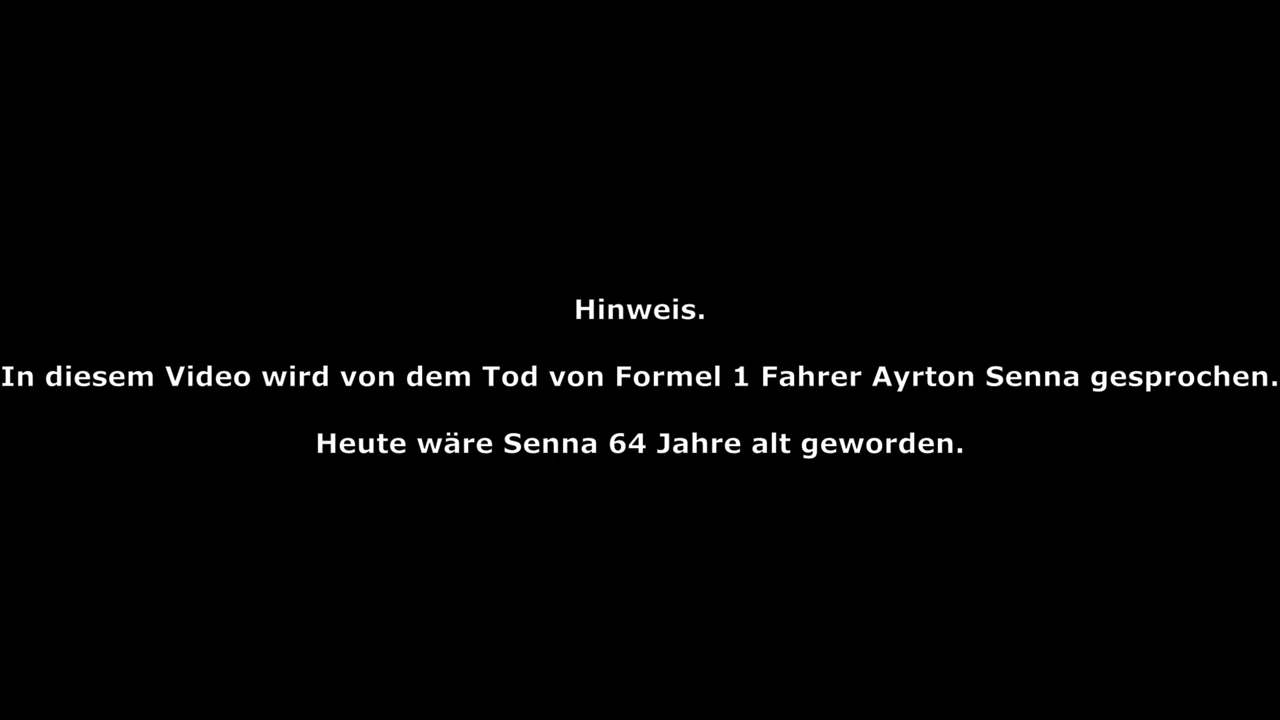 Hinweis.
In diesem Video wird von dem Tod von Formel 1 Fahrer Ayrton Senna gesprochen.
Heute wäre Senna 64 Jahre alt geworden.